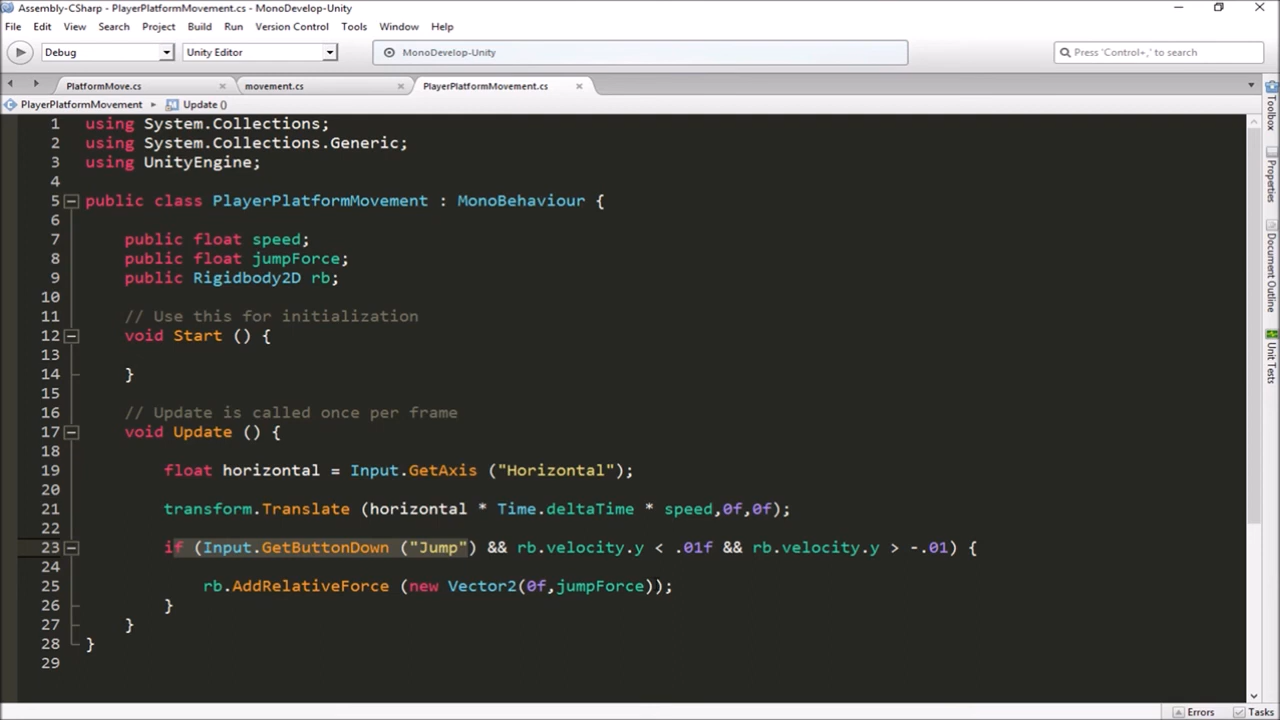 Assembly-CSharp - PlayerPlatformMovement.cs - MonoDevelop-Unity
File Edit View Search Project Build Run Version Control Tools Window Help
Debug Unity Editor MonoDevelop-Unity Press 'Control+,' to search
PlatformMove.cs movement.cs PlayerPlatformMovement.cs
PlayerPlatformMovement Update ()
1 using System.Collections;
2 using System.Collections.Generic;
3 using UnityEngine;
4
5 public class PlayerPlatformMovement : MonoBehaviour {
6
7 public float speed;
8 public float jumpForce;
9 public Rigidbody2D rb;
10
11 // Use this for initialization
12 void Start () {
13
14 }
15
16 // Update is called once per frame
17 void Update () {
18
19 float horizontal = Input.GetAxis ("Horizontal");
20
21 transform.Translate (horizontal * Time.deltaTime * speed,0f,0f);
22
23 if (Input.GetButtonDown ("Jump") && rb.velocity.y < .01f && rb.velocity.y > -.01) {
24
25 rb.AddRelativeForce (new Vector2(0f,jumpForce));
26 }
27 }
28 }
29
Toolbox
Properties
Document Outline
Unit Tests
Errors Tasks